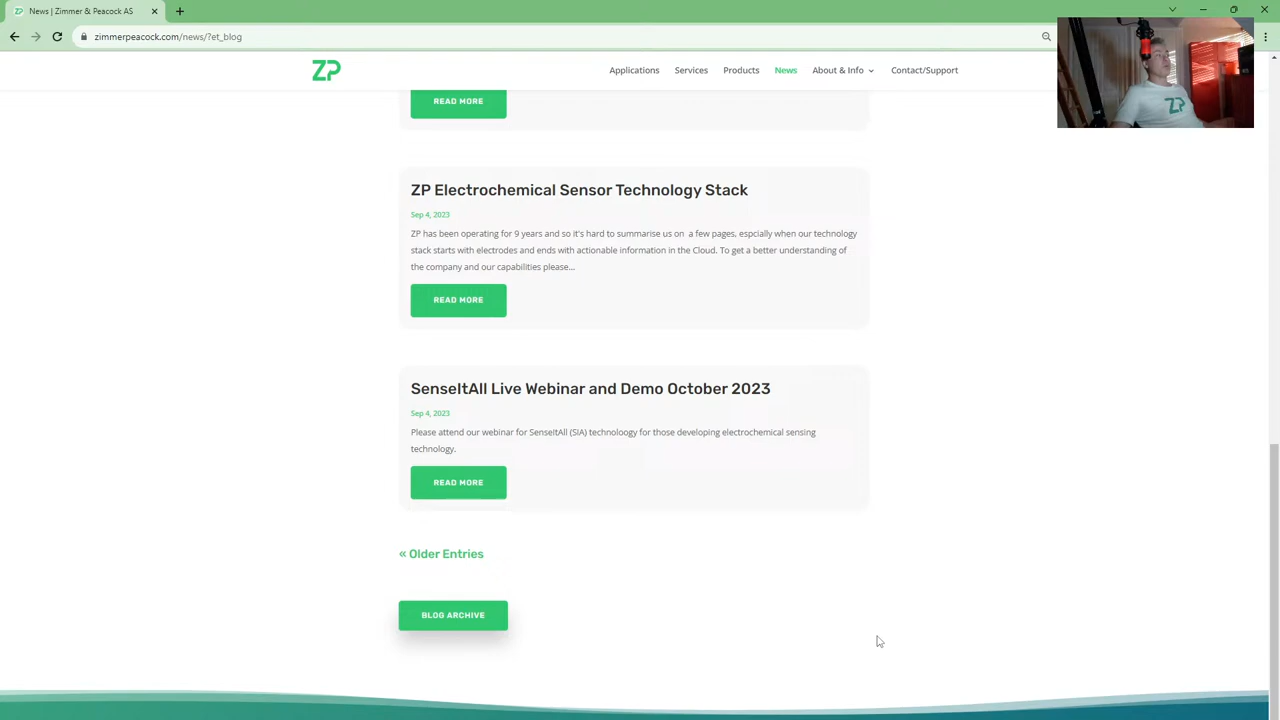 News | Zimmer & Peacock AS
zimmerpeacock.com/news/?et_blog
ZP
Applications
Services
Products
News
About & Info
Contact/Support
ZP
READ MORE
ZP Electrochemical Sensor Technology Stack
Sep 4, 2023
ZP has been operating for 9 years and so it's hard to summarise us on a few pages, espcially when our technology
stack starts with electrodes and ends with actionable information in the Cloud. To get a better understanding of
the company and our capabilities please...
READ MORE
SenseItAll Live Webinar and Demo October 2023
Sep 4, 2023
Please attend our webinar for SenseItAll (SIA) technoloogy for those developing electrochemical sensing
technology.
READ MORE
« Older Entries
BLOG ARCHIVE